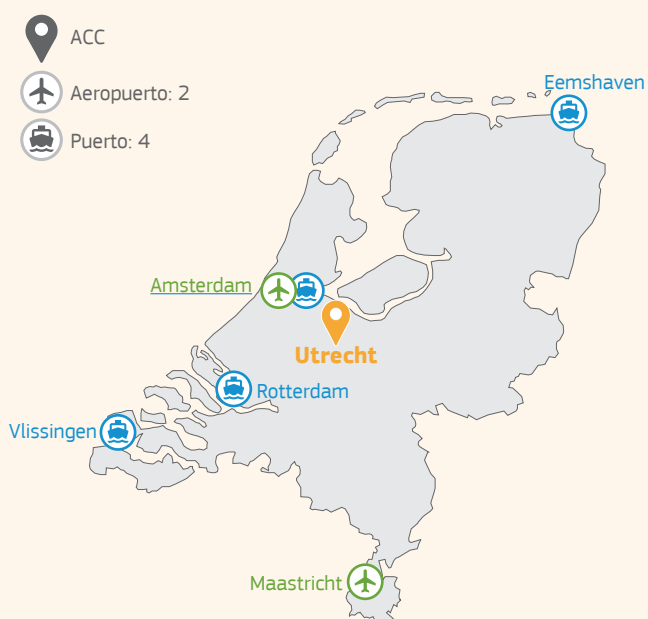 ACC
Aeropuerto: 2
Puerto: 4
Eemshaven
Amsterdam
Utrecht
Rotterdam
Vlissingen
Maastricht